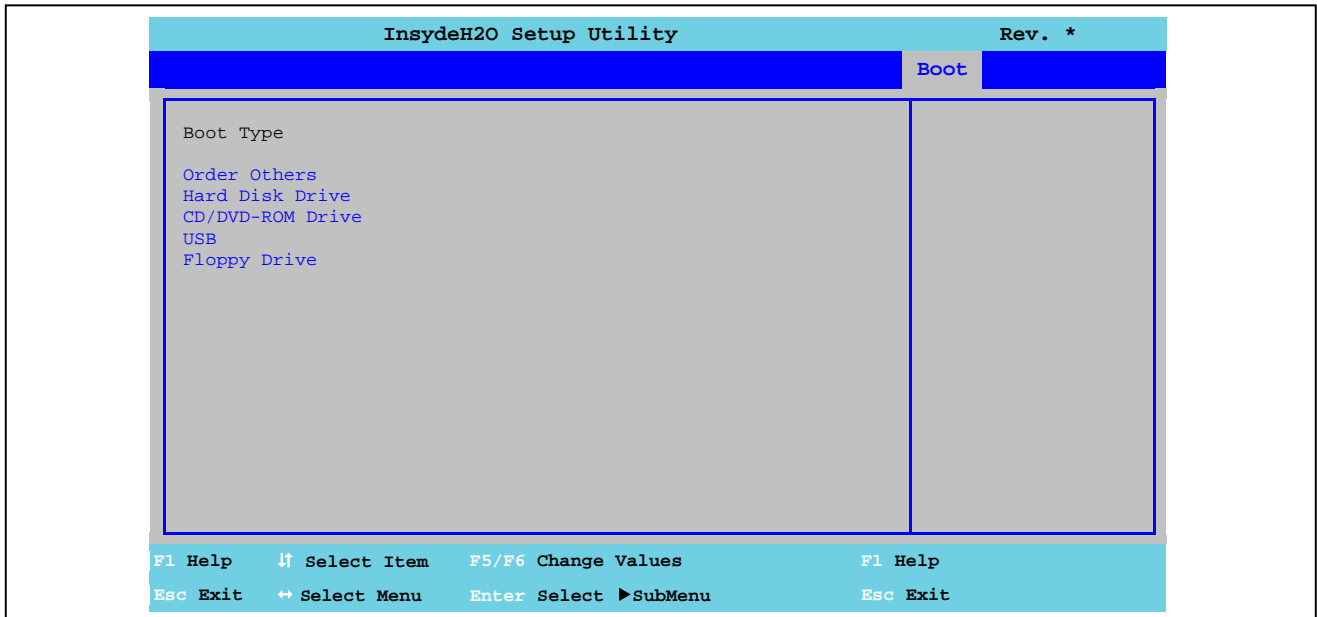 InsydeH2O Setup Utility Rev. *
Boot
Boot Type
Order Others
Hard Disk Drive
CD/DVD-ROM Drive
USB
Floppy Drive
F1 Help ↓↑ Select Item F5/F6 Change Values F1 Help
Esc Exit ↔ Select Menu Enter Select ▶SubMenu Esc Exit